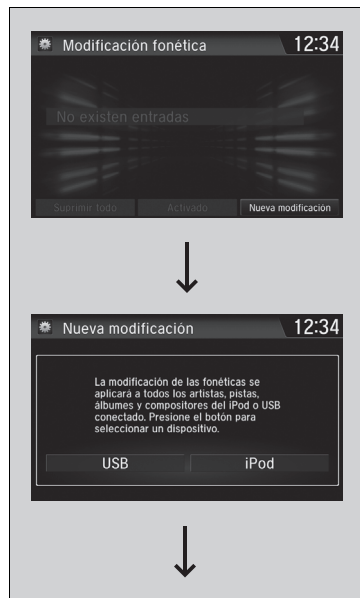 Modificación fonética 12:34
No existen entradas
Suprimir todo Activado Nueva modificación
Nueva modificación 12:34
La modificación de las fonéticas se
aplicará a todos los artistas, pistas,
álbumes y compositores del iPod o USB
conectado. Presione el botón para
seleccionar un dispositivo.
USB iPod